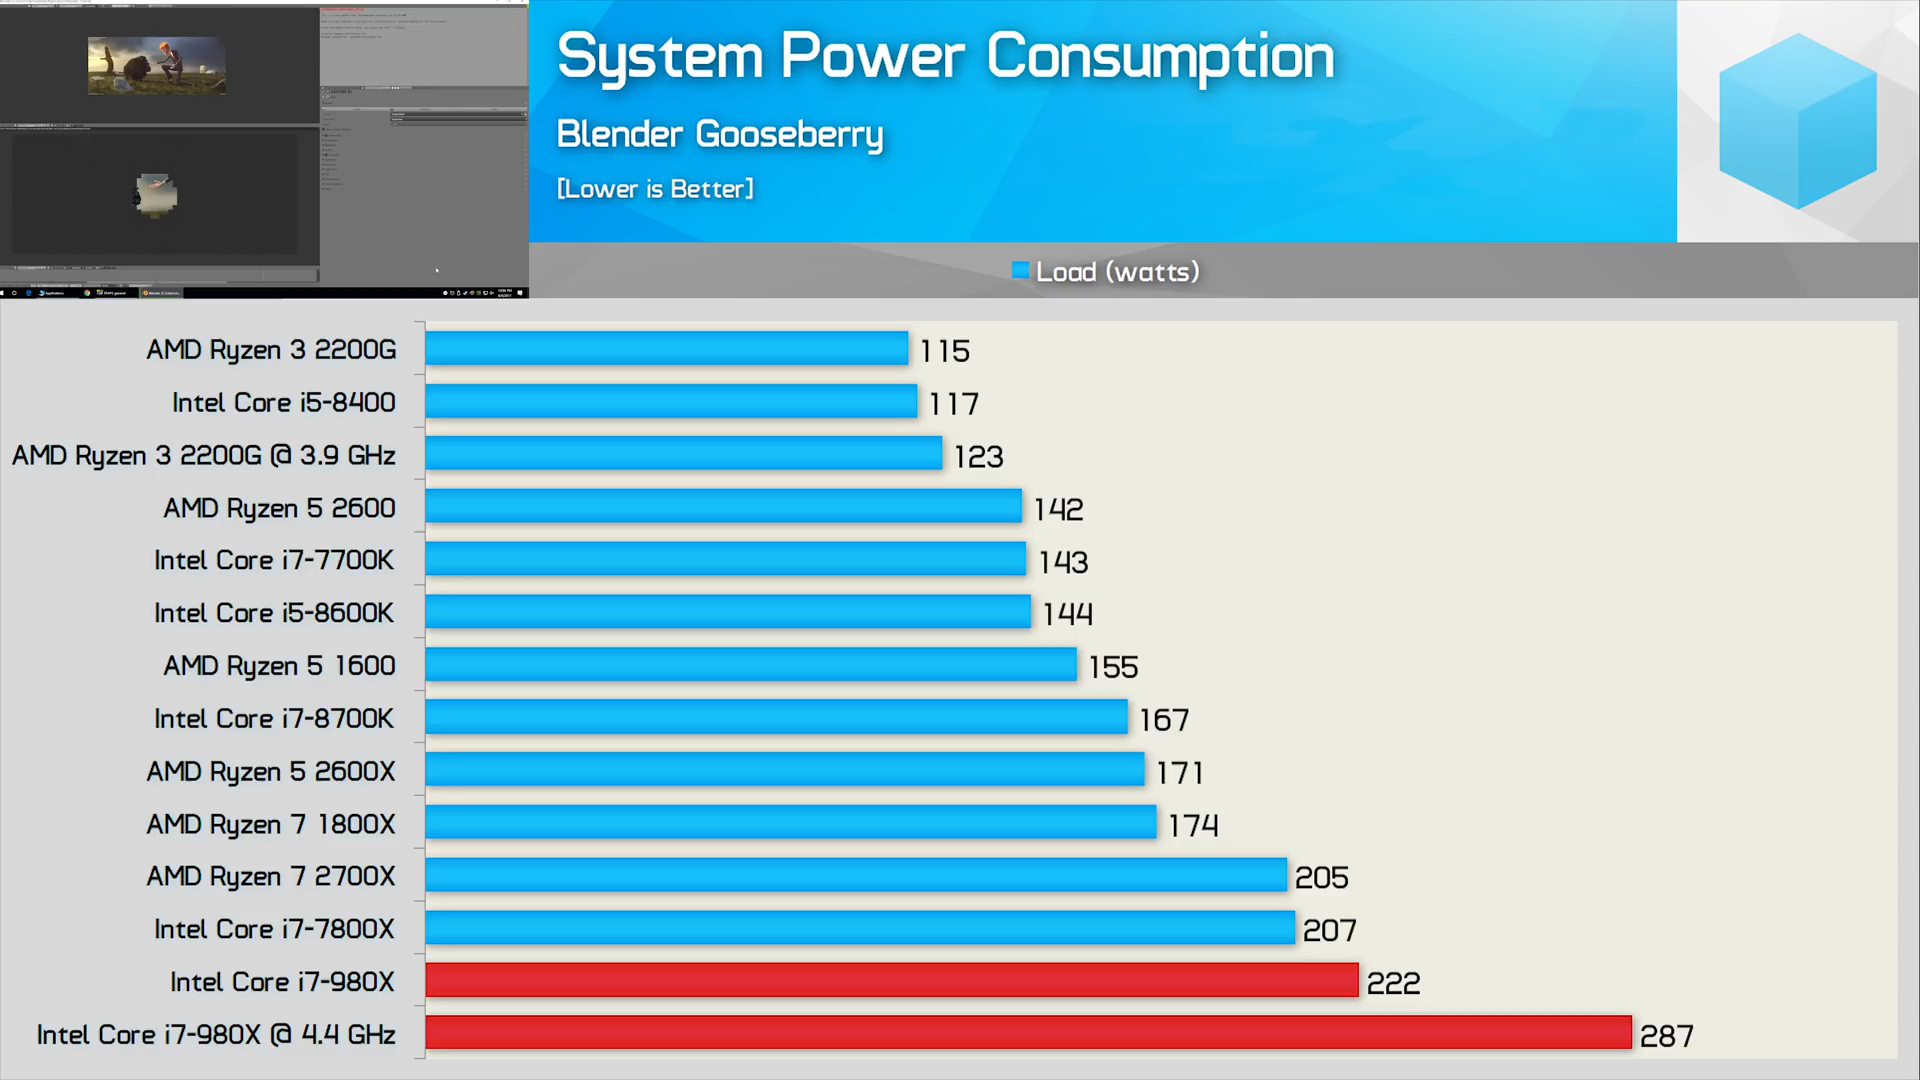 System Power Consumption
Blender Gooseberry
[Lower is Better]
Load (watts)
AMD Ryzen 3 2200G 115
Intel Core i5-8400 117
AMD Ryzen 3 2200G @ 3.9 GHz 123
AMD Ryzen 5 2600 142
Intel Core i7-7700K 143
Intel Core i5-8600K 144
AMD Ryzen 5 1600 155
Intel Core i7-8700K 167
AMD Ryzen 5 2600X 171
AMD Ryzen 7 1800X 174
AMD Ryzen 7 2700X 205
Intel Core i7-7800X 207
Intel Core i7-980X 222
Intel Core i7-980X @ 4.4 GHz 287